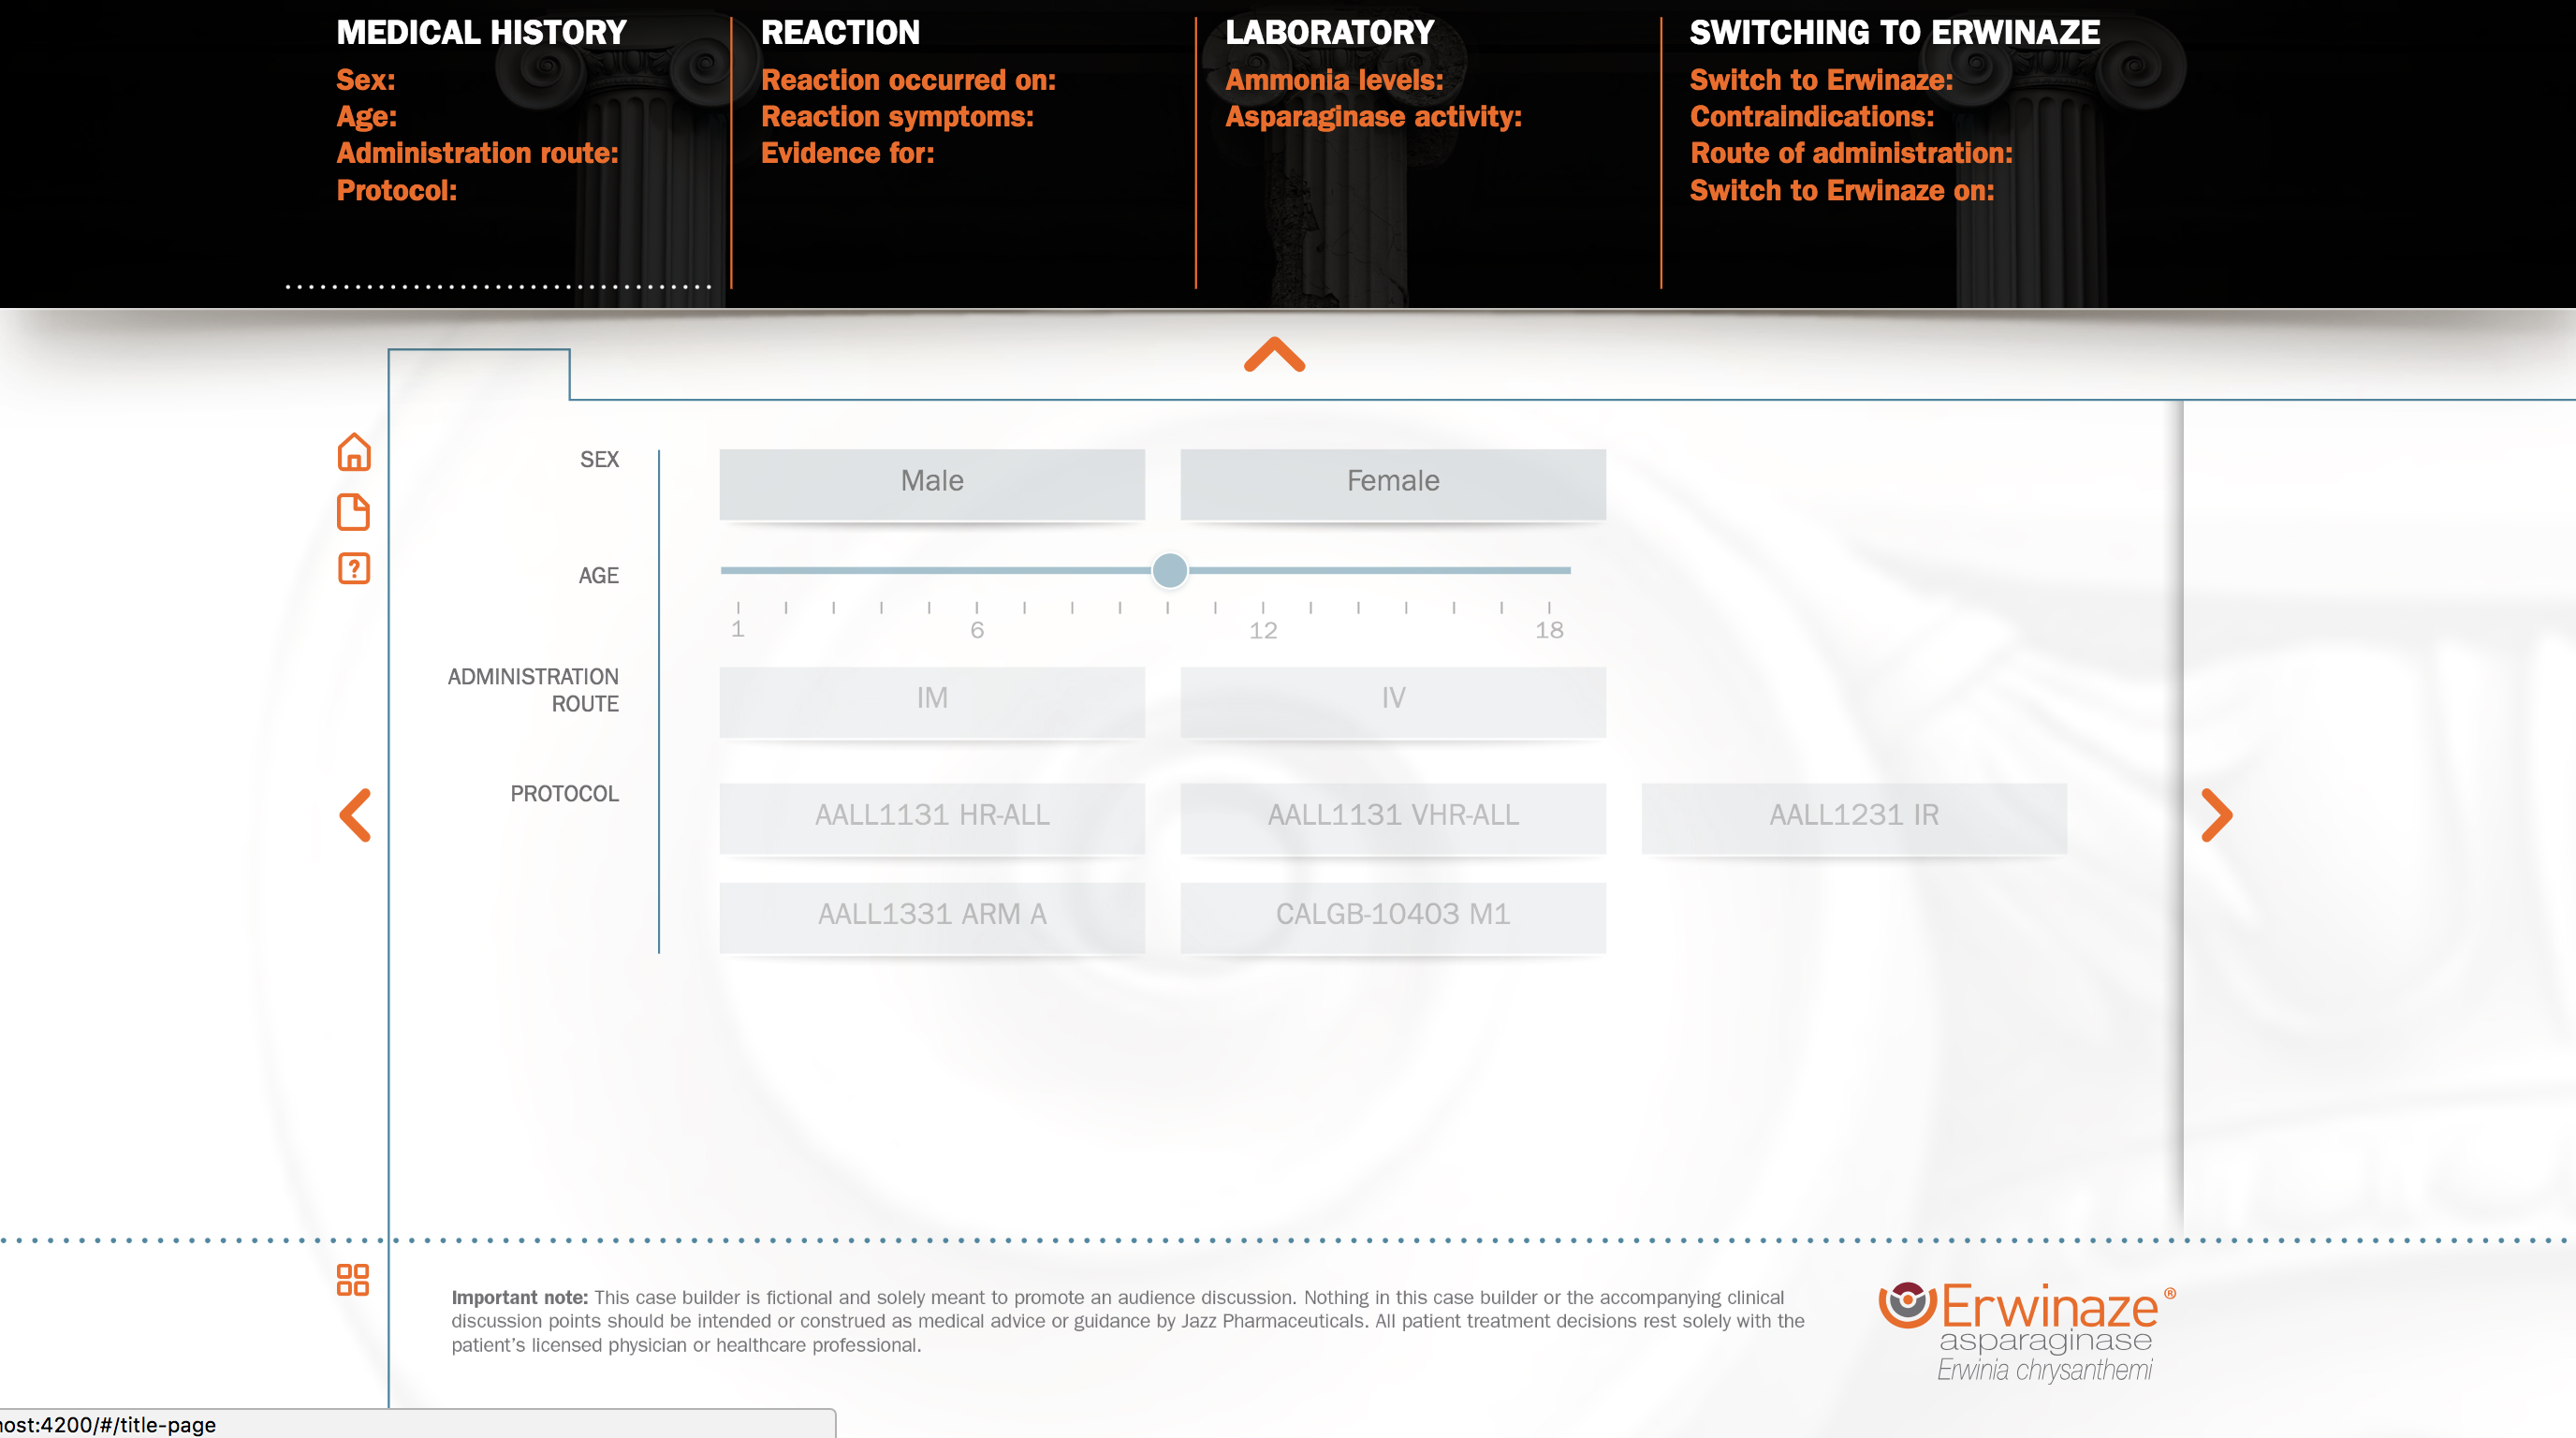 MEDICAL HISTORY
Sex:
Age:
Administration route:
Protocol:
REACTION
Reaction occurred on:
Reaction symptoms:
Evidence for:
LABORATORY
Ammonia levels:
Asparaginase activity:
SWITCHING TO ERWINAZE
Switch to Erwinaze:
Contraindications:
Route of administration:
Switch to Erwinaze on:
SEX
Male
Female
AGE
1
6
12
18
ADMINISTRATION
ROUTE
IM
IV
PROTOCOL
AALL1131 HR-ALL
AALL1131 VHR-ALL
AALL1231 IR
AALL1331 ARM A
CALGB-10403 M1
?
Important note: This case builder is fictional and solely meant to promote an audience discussion. Nothing in this case builder or the accompanying clinical
discussion points should be intended or construed as medical advice or guidance by Jazz Pharmaceuticals. All patient treatment decisions rest solely with the
patient’s licensed physician or healthcare professional.
Erwinaze®
asparaginase
Erwinia chrysanthemi
ost:4200/#/title-page